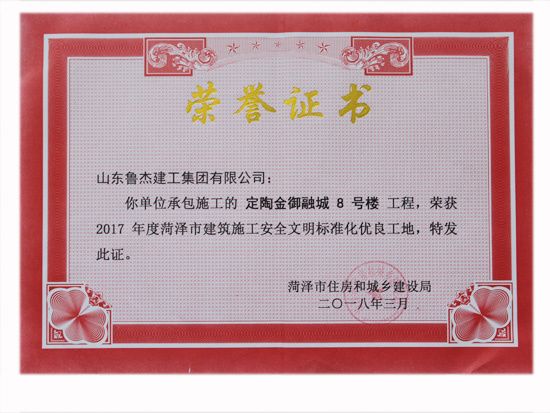 荣誉证书
山东鲁杰建工集团有限公司：
你单位承包施工的 定陶金御融城 8 号楼 工程，荣获
2017 年度菏泽市建筑施工安全文明标准化优良工地，特发
此证。
菏泽市住房和城乡建设局
二〇一八年三月